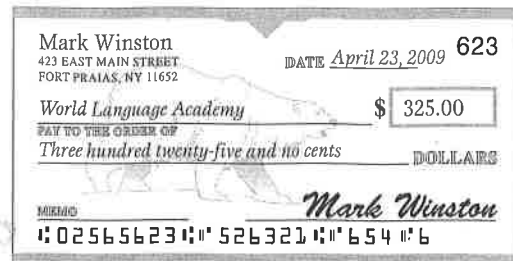 Mark Winston
423 EAST MAIN STREET
FORT PRAIAS, NY 11652
DATE April 23, 2009 623
World Language Academy $ 325.00
PAY TO THE ORDER OF
Three hundred twenty-five and no cents DOLLARS
MEMO Mark Winston
⑆02565623⑆⑈526321⑆⑈654⑈6